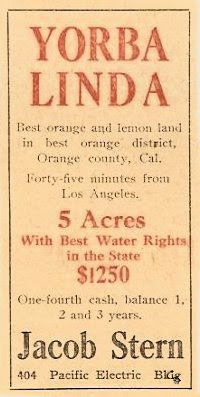 YORBA
LINDA
Best orange and lemon land
in best orange district,
Orange county, Cal.
Forty-five minutes from
Los Angeles.
5 Acres
With Best Water Rights
in the State
$1250
One-fourth cash, balance 1,
2 and 3 years.
Jacob Stern
404 Pacific Electric Bldg